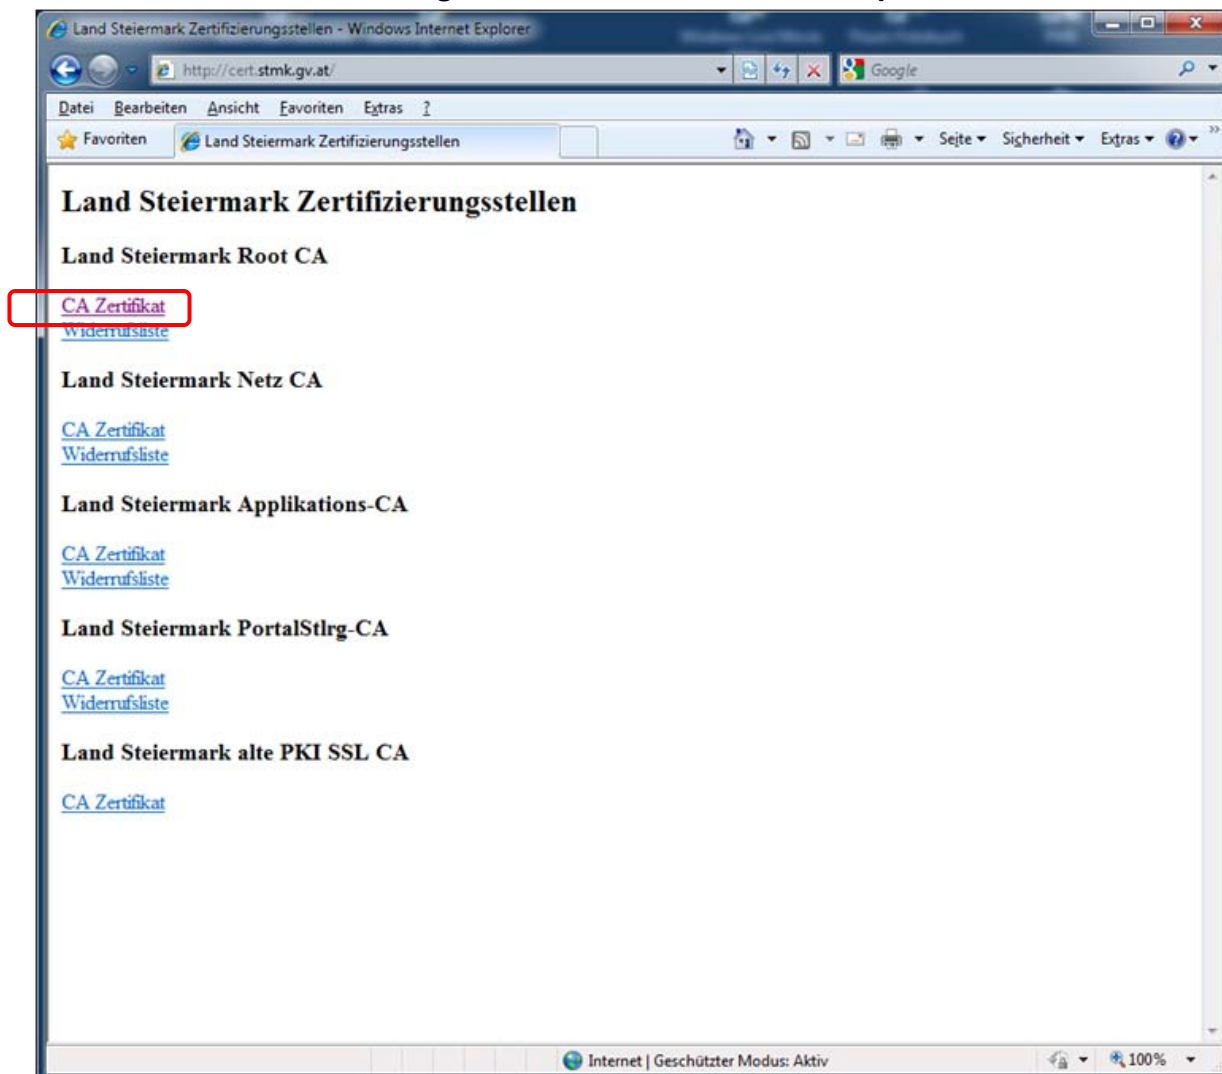 Land Steiermark Zertifizierungsstellen - Windows Internet Explorer
http://cert.stmk.gv.at/ Google
Datei Bearbeiten Ansicht Favoriten Extras ?
Favoriten Land Steiermark Zertifizierungsstellen Seite Sicherheit Extras »
Land Steiermark Zertifizierungsstellen
Land Steiermark Root CA
CA Zertifikat
Widerrufsliste
Land Steiermark Netz CA
CA Zertifikat
Widerrufsliste
Land Steiermark Applikations-CA
CA Zertifikat
Widerrufsliste
Land Steiermark PortalStlrg-CA
CA Zertifikat
Widerrufsliste
Land Steiermark alte PKI SSL CA
CA Zertifikat
Internet | Geschützter Modus: Aktiv 100%